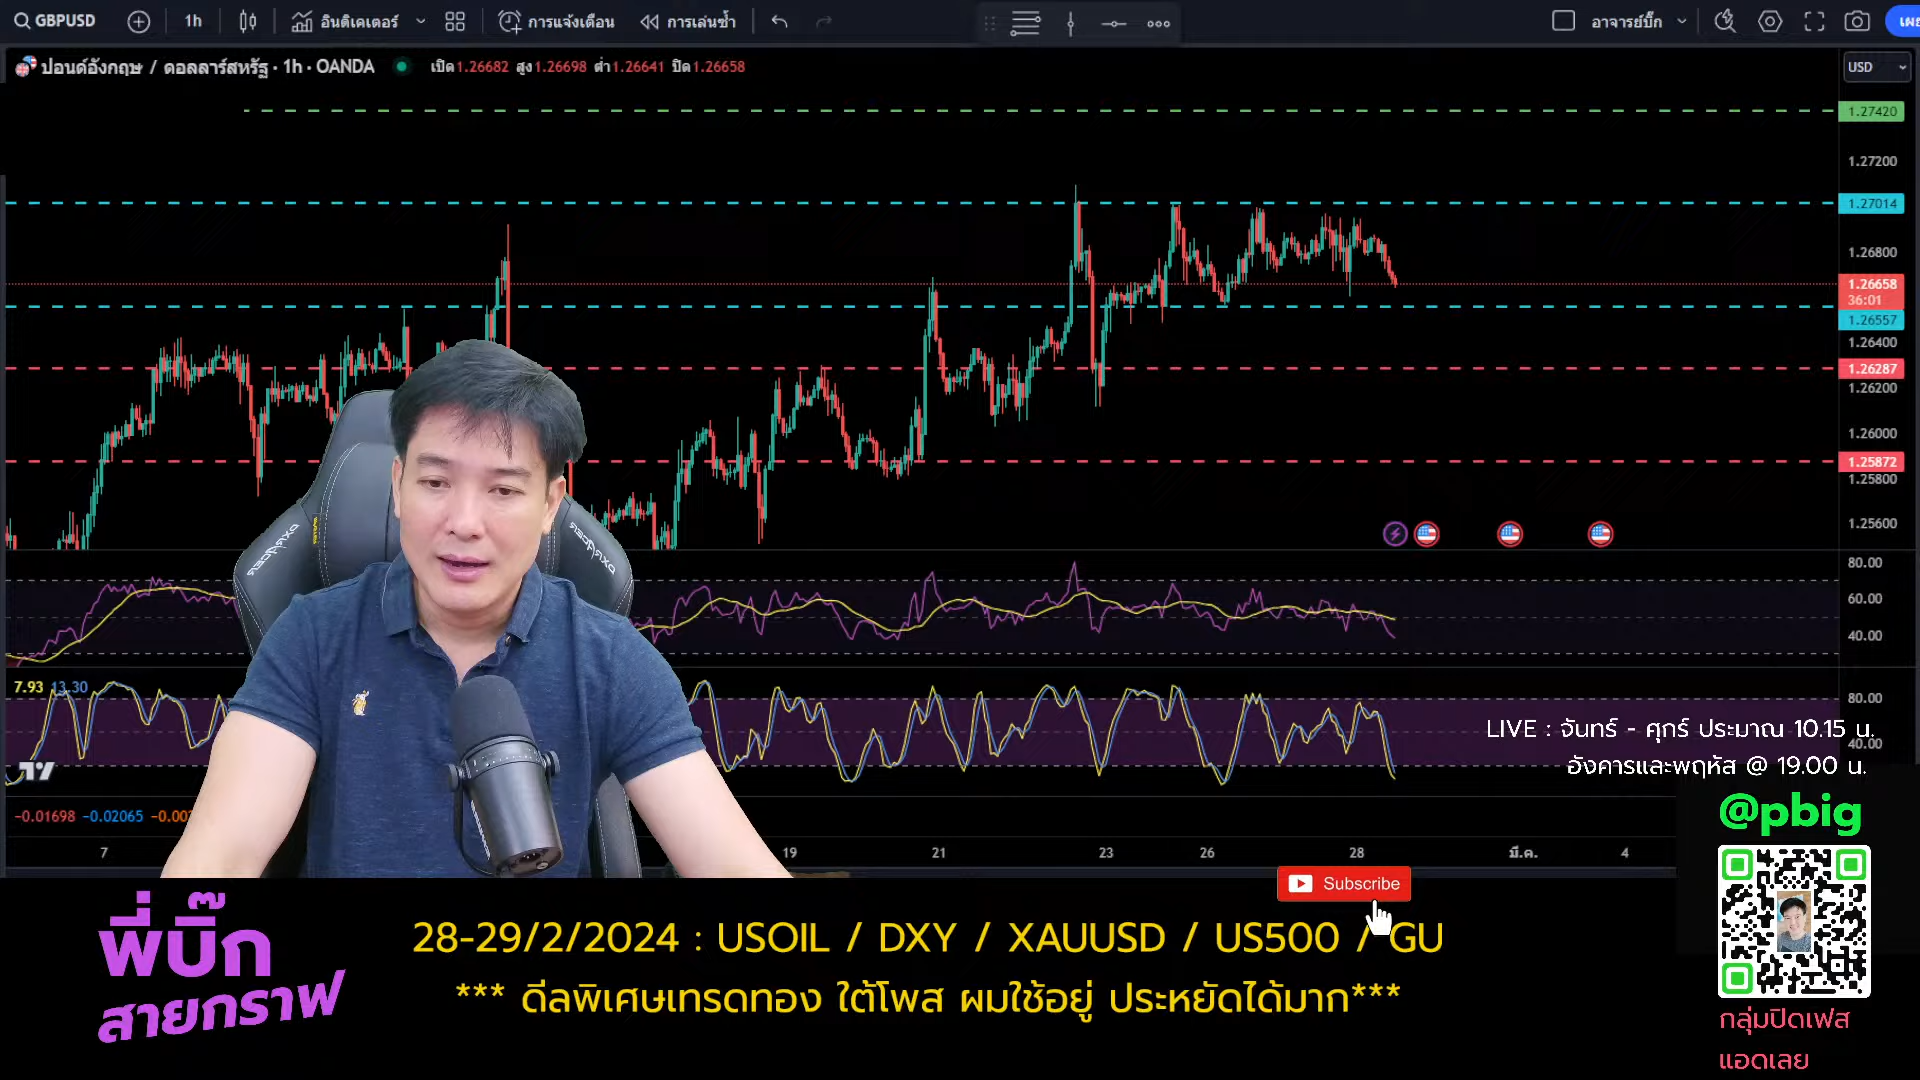 GBPUSD 1h อินดิเคเตอร์ การแจ้งเตือน การเล่นซ้ำ อาจารย์บิ๊ก เผย
ปอนด์อังกฤษ / ดอลลาร์สหรัฐ · 1h · OANDA เปิด1.26682 สูง1.26698 ต่ำ1.26641 ปิด1.26658
USD
1.27420
1.27200
1.27014
1.26800
1.26658
36:01
1.26557
1.26400
1.26287
1.26200
1.26000
1.25872
1.25800
1.25600
80.00
60.00
40.00
7.93 13.30
80.00
40.00
LIVE : จันทร์ - ศุกร์ ประมาณ 10.15 น.
อังคารและพฤหัส @ 19.00 น.
@pbig
-0.01698 -0.02065
7 19 21 23 26 28 มี.ค. 4
Subscribe
พี่บิ๊ก
สายกราฟ
28-29/2/2024 : USOIL / DXY / XAUUSD / US500 / GU
*** ดีลพิเศษเทรดทอง ใต้โพส ผมใช้อยู่ ประหยัดได้มาก***
กลุ่มปิดเฟส
แอดเลย
DXRACER
DXRACER